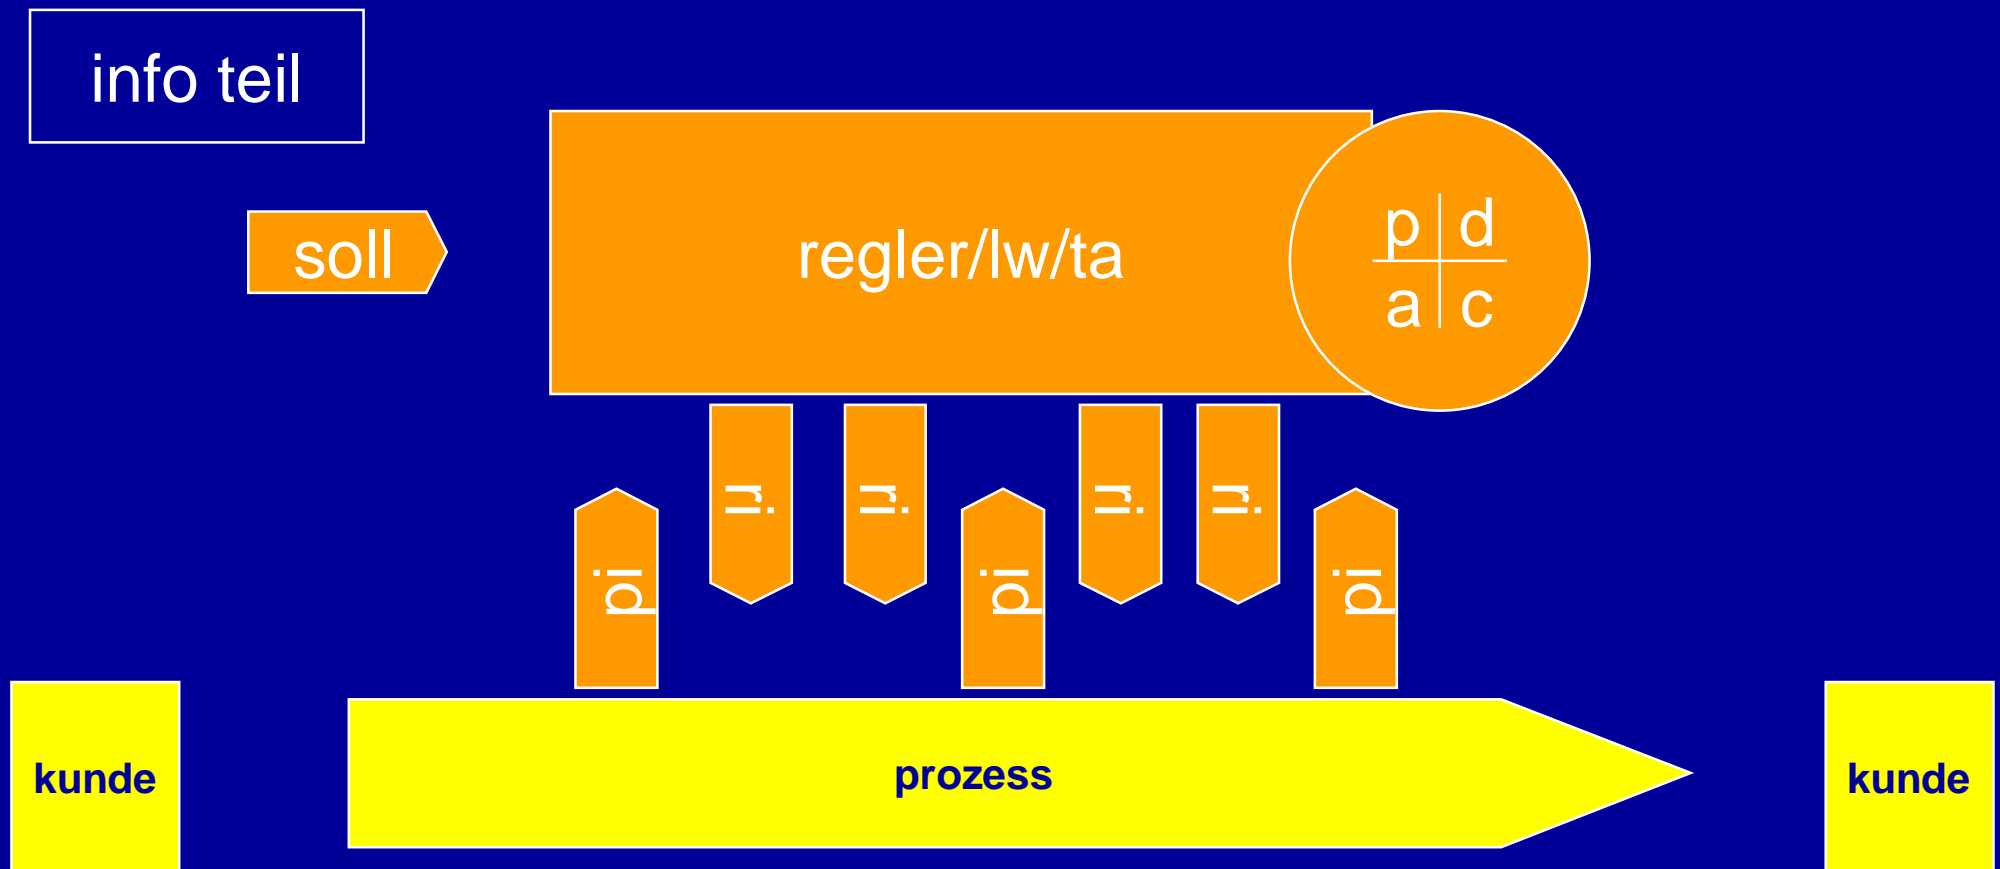 info teil
soll
regler/lw/ta
p d
a c
ri
ri
ri
ri
pi
pi
pi
kunde
prozess
kunde